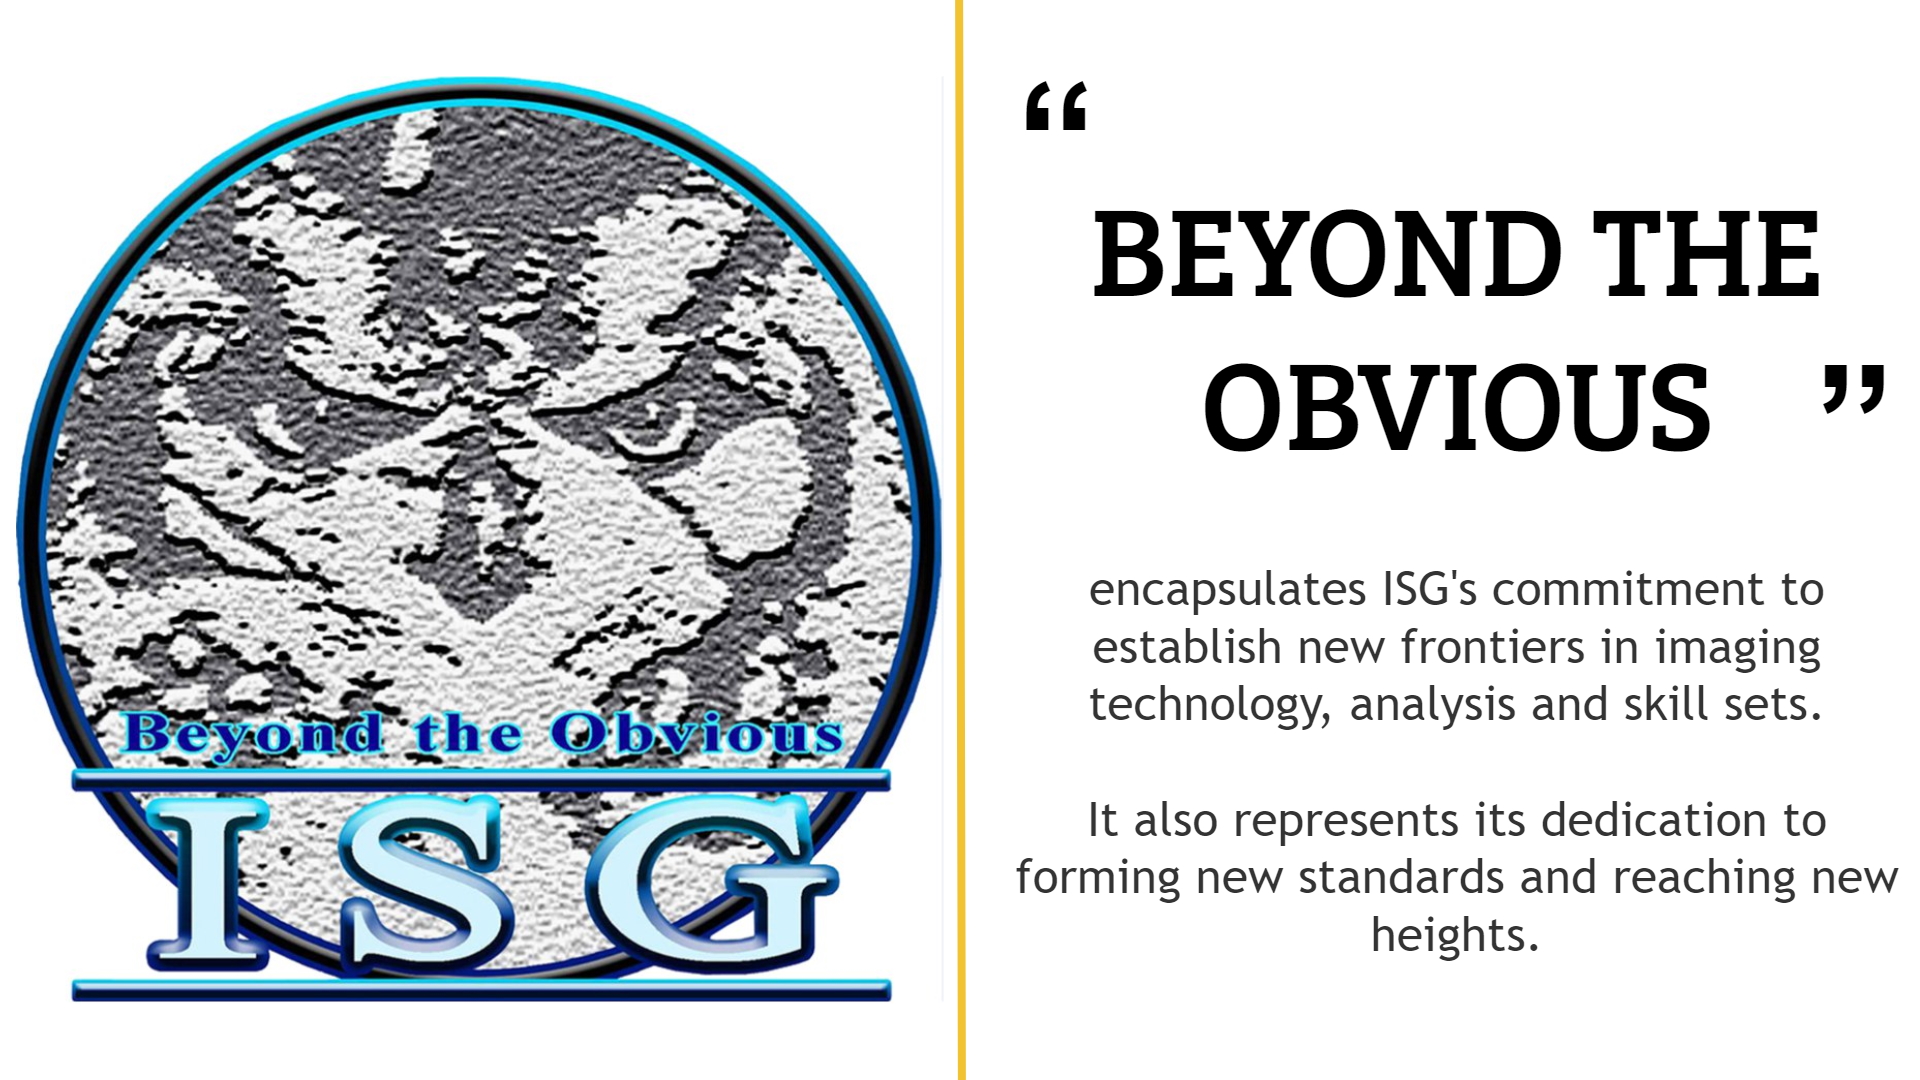 Beyond the Obvious
ISG
“
BEYOND THE
OBVIOUS ”
encapsulates ISG's commitment to
establish new frontiers in imaging
technology, analysis and skill sets.
It also represents its dedication to
forming new standards and reaching new
heights.